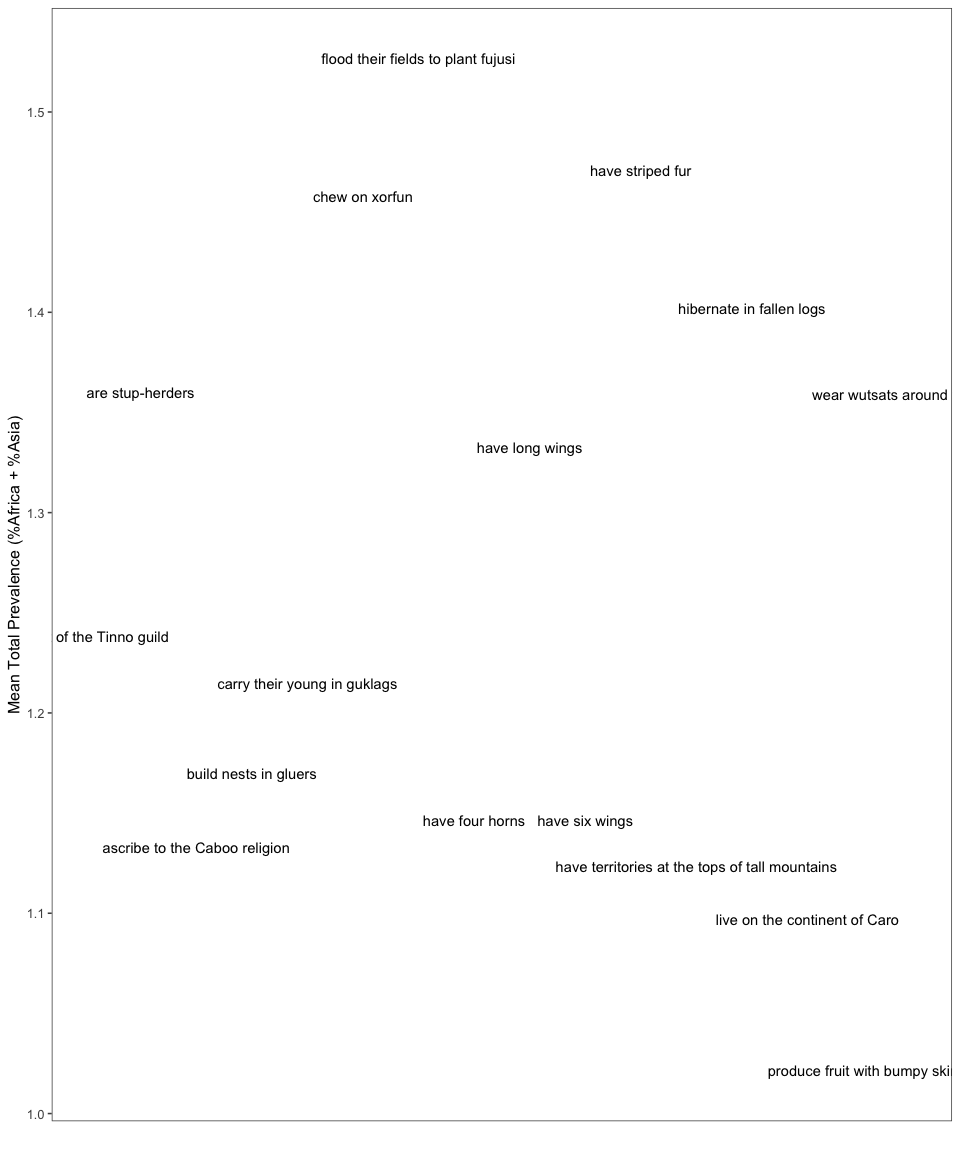 flood their fields to plant fujusi
1.5
have striped fur
chew on xorfun
hibernate in fallen logs
1.4
are stup-herders
wear wutsats around
have long wings
Mean Total Prevalence (%Africa + %Asia)
1.3
of the Tinno guild
carry their young in guklags
1.2
build nests in gluers
have four horns have six wings
ascribe to the Caboo religion
have territories at the tops of tall mountains
1.1
live on the continent of Caro
produce fruit with bumpy ski
1.0